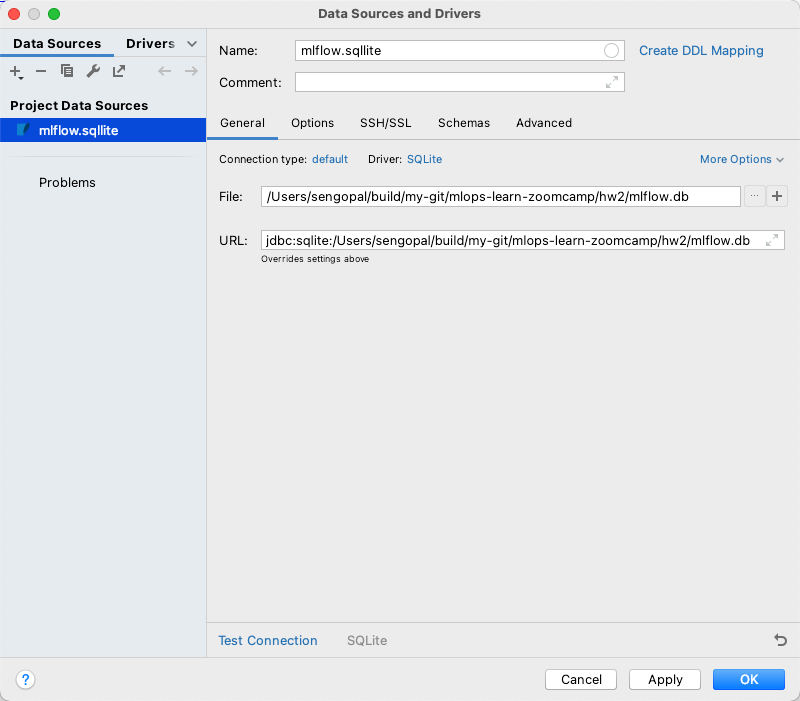 Data Sources and Drivers
Data Sources Drivers
Project Data Sources
mlflow.sqllite
Problems
Name: mlflow.sqllite Create DDL Mapping
Comment:
General Options SSH/SSL Schemas Advanced
Connection type: default Driver: SQLite More Options
File: /Users/sengopal/build/my-git/mlops-learn-zoomcamp/hw2/mlflow.db ...
URL: jdbc:sqlite:/Users/sengopal/build/my-git/mlops-learn-zoomcamp/hw2/mlflow.db
Overrides settings above
Test Connection SQLite
? Cancel Apply OK